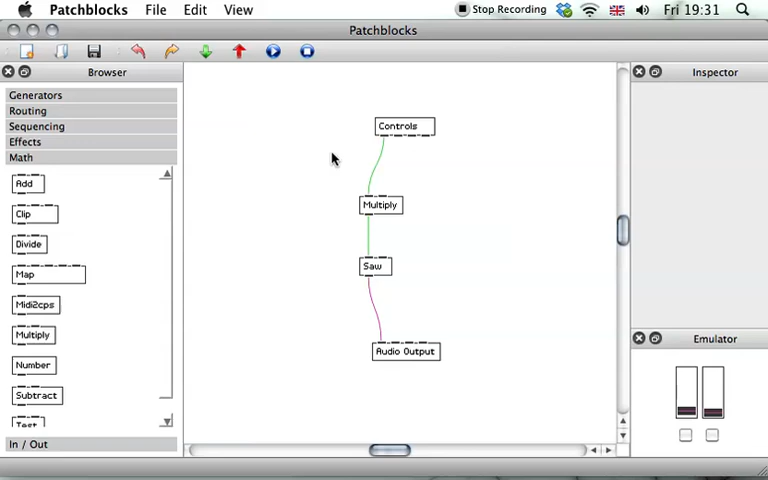 Patchblocks File Edit View Stop Recording Fri 19:31
Patchblocks
Browser
Inspector
Generators
Routing
Sequencing
Effects
Math
Add
Clip
Divide
Map
Midi2cps
Multiply
Number
Subtract
In / Out
Controls
Multiply
Saw
Audio Output
Emulator